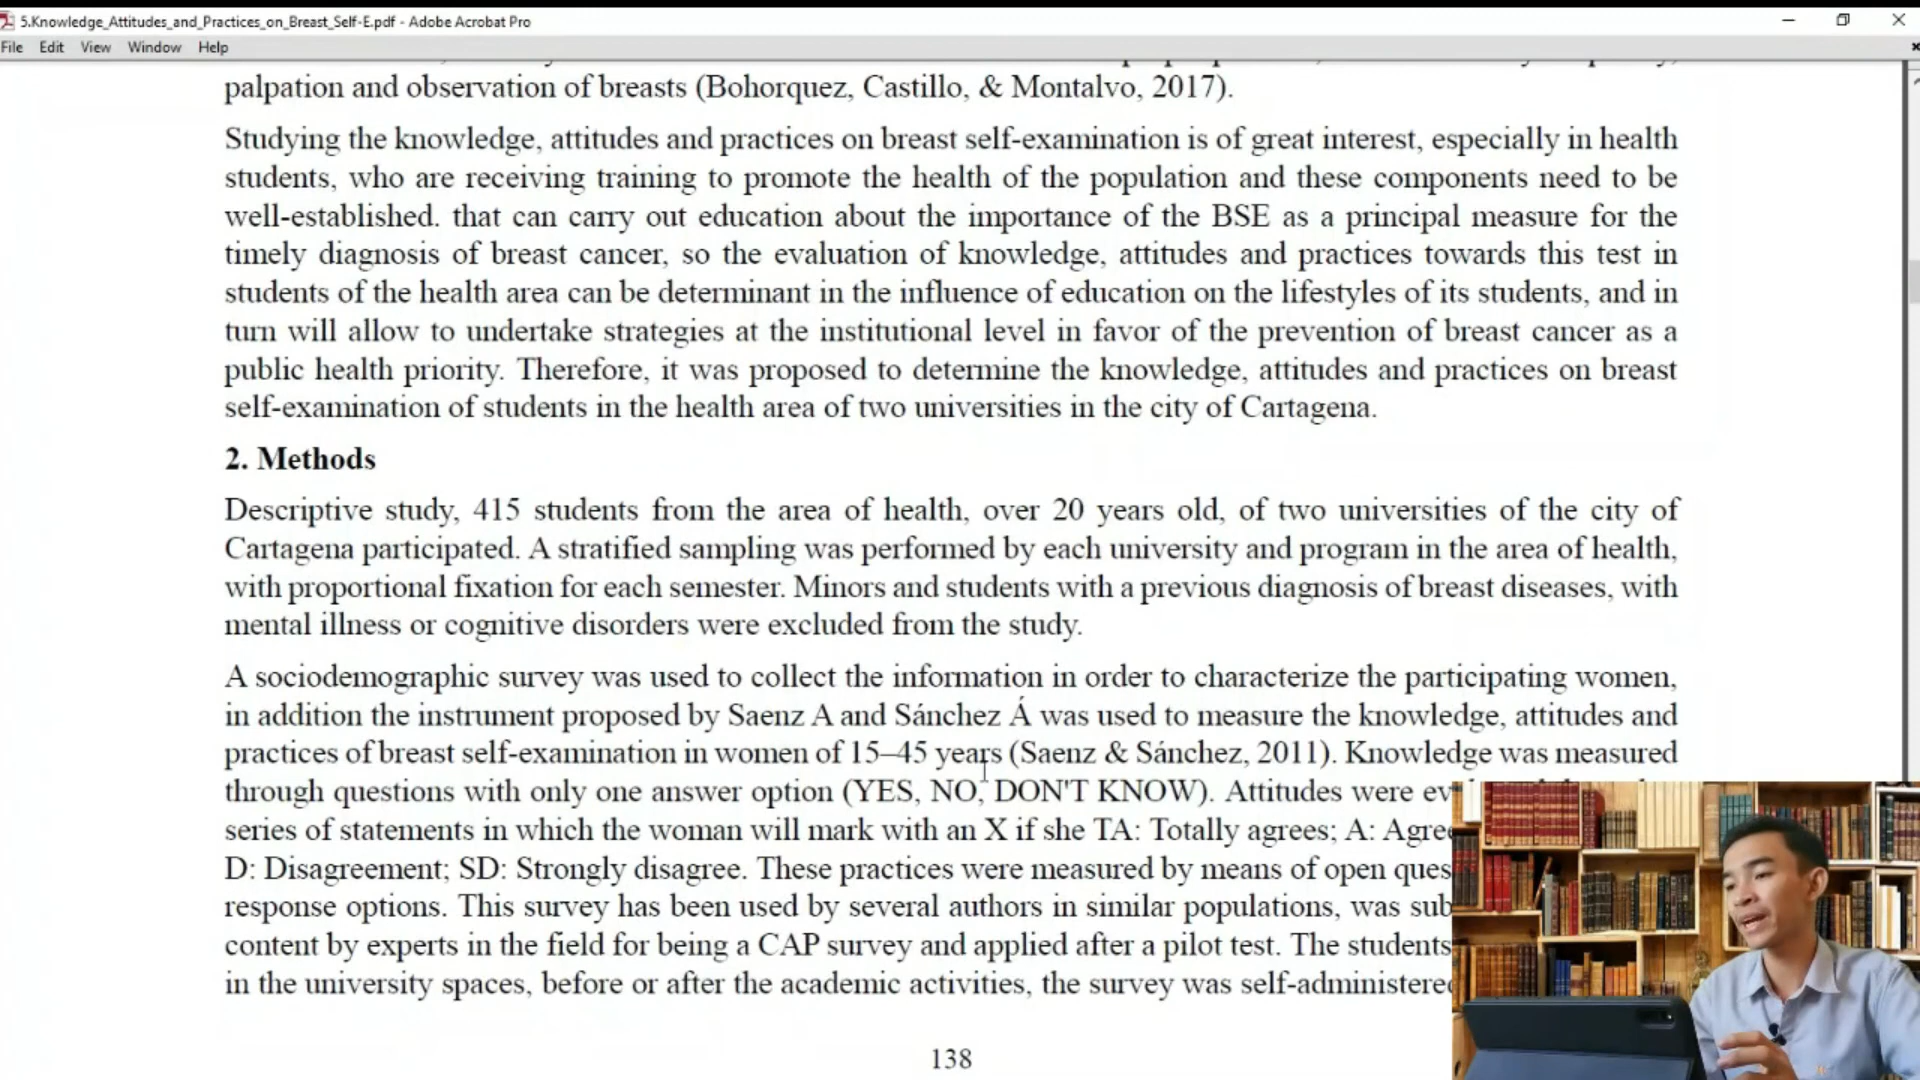 5.Knowledge_Attitudes_and_Practices_on_Breast_Self-E.pdf - Adobe Acrobat Pro
File Edit View Window Help
palpation and observation of breasts (Bohorquez, Castillo, & Montalvo, 2017).
Studying the knowledge, attitudes and practices on breast self-examination is of great interest, especially in health
students, who are receiving training to promote the health of the population and these components need to be
well-established. that can carry out education about the importance of the BSE as a principal measure for the
timely diagnosis of breast cancer, so the evaluation of knowledge, attitudes and practices towards this test in
students of the health area can be determinant in the influence of education on the lifestyles of its students, and in
turn will allow to undertake strategies at the institutional level in favor of the prevention of breast cancer as a
public health priority. Therefore, it was proposed to determine the knowledge, attitudes and practices on breast
self-examination of students in the health area of two universities in the city of Cartagena.
2. Methods
Descriptive study, 415 students from the area of health, over 20 years old, of two universities of the city of
Cartagena participated. A stratified sampling was performed by each university and program in the area of health,
with proportional fixation for each semester. Minors and students with a previous diagnosis of breast diseases, with
mental illness or cognitive disorders were excluded from the study.
A sociodemographic survey was used to collect the information in order to characterize the participating women,
in addition the instrument proposed by Saenz A and Sánchez Á was used to measure the knowledge, attitudes and
practices of breast self-examination in women of 15–45 years (Saenz & Sánchez, 2011). Knowledge was measured
through questions with only one answer option (YES, NO, DON'T KNOW). Attitudes were ev
series of statements in which the woman will mark with an X if she TA: Totally agrees; A: Agre
D: Disagreement; SD: Strongly disagree. These practices were measured by means of open ques
response options. This survey has been used by several authors in similar populations, was sub
content by experts in the field for being a CAP survey and applied after a pilot test. The students
in the university spaces, before or after the academic activities, the survey was self-administered
138